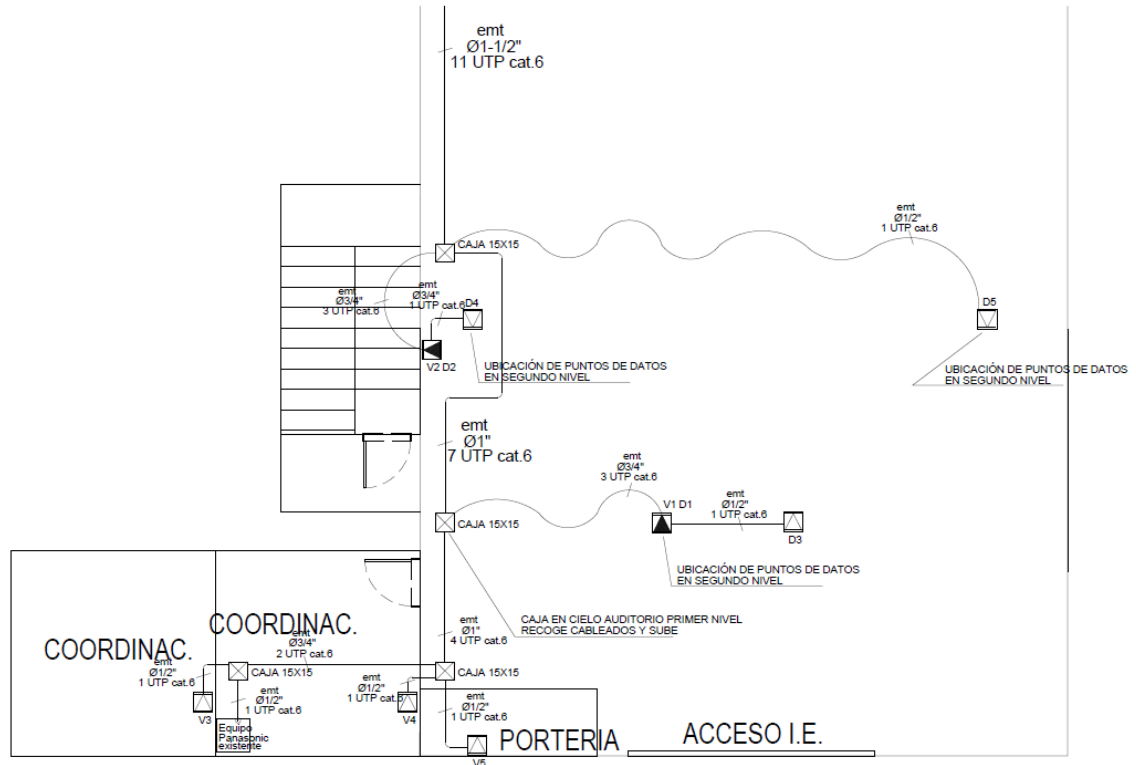 emt
Ø1-1/2"
11 UTP cat.6
emt
Ø1/2"
1 UTP cat.6
CAJA 15X15
emt
Ø3/4"
3 UTP cat.6
emt
Ø3/4"
1 UTP cat.6
D4
D5
V2 D2
UBICACIÓN DE PUNTOS DE DATOS
EN SEGUNDO NIVEL
UBICACIÓN DE PUNTOS DE DATOS
EN SEGUNDO NIVEL
emt
Ø1"
7 UTP cat.6
emt
Ø3/4"
3 UTP cat.6
V1 D1
emt
Ø1/2"
1 UTP cat.6
CAJA 15X15
D3
UBICACIÓN DE PUNTOS DE DATOS
EN SEGUNDO NIVEL
CAJA EN CIELO AUDITORIO PRIMER NIVEL
RECOGE CABLEADOS Y SUBE
emt
Ø1"
4 UTP cat.6
COORDINAC.
COORDINAC.
emt
Ø3/4"
2 UTP cat.6
emt
Ø1/2"
1 UTP cat.6
CAJA 15X15
CAJA 15X15
emt
Ø1/2"
1 UTP cat.6
emt
Ø1/2"
1 UTP cat.6
emt
Ø1/2"
1 UTP cat.6
V3
V4
Equipo
Panasonic
existente
PORTERIA
ACCESO I.E.
V5